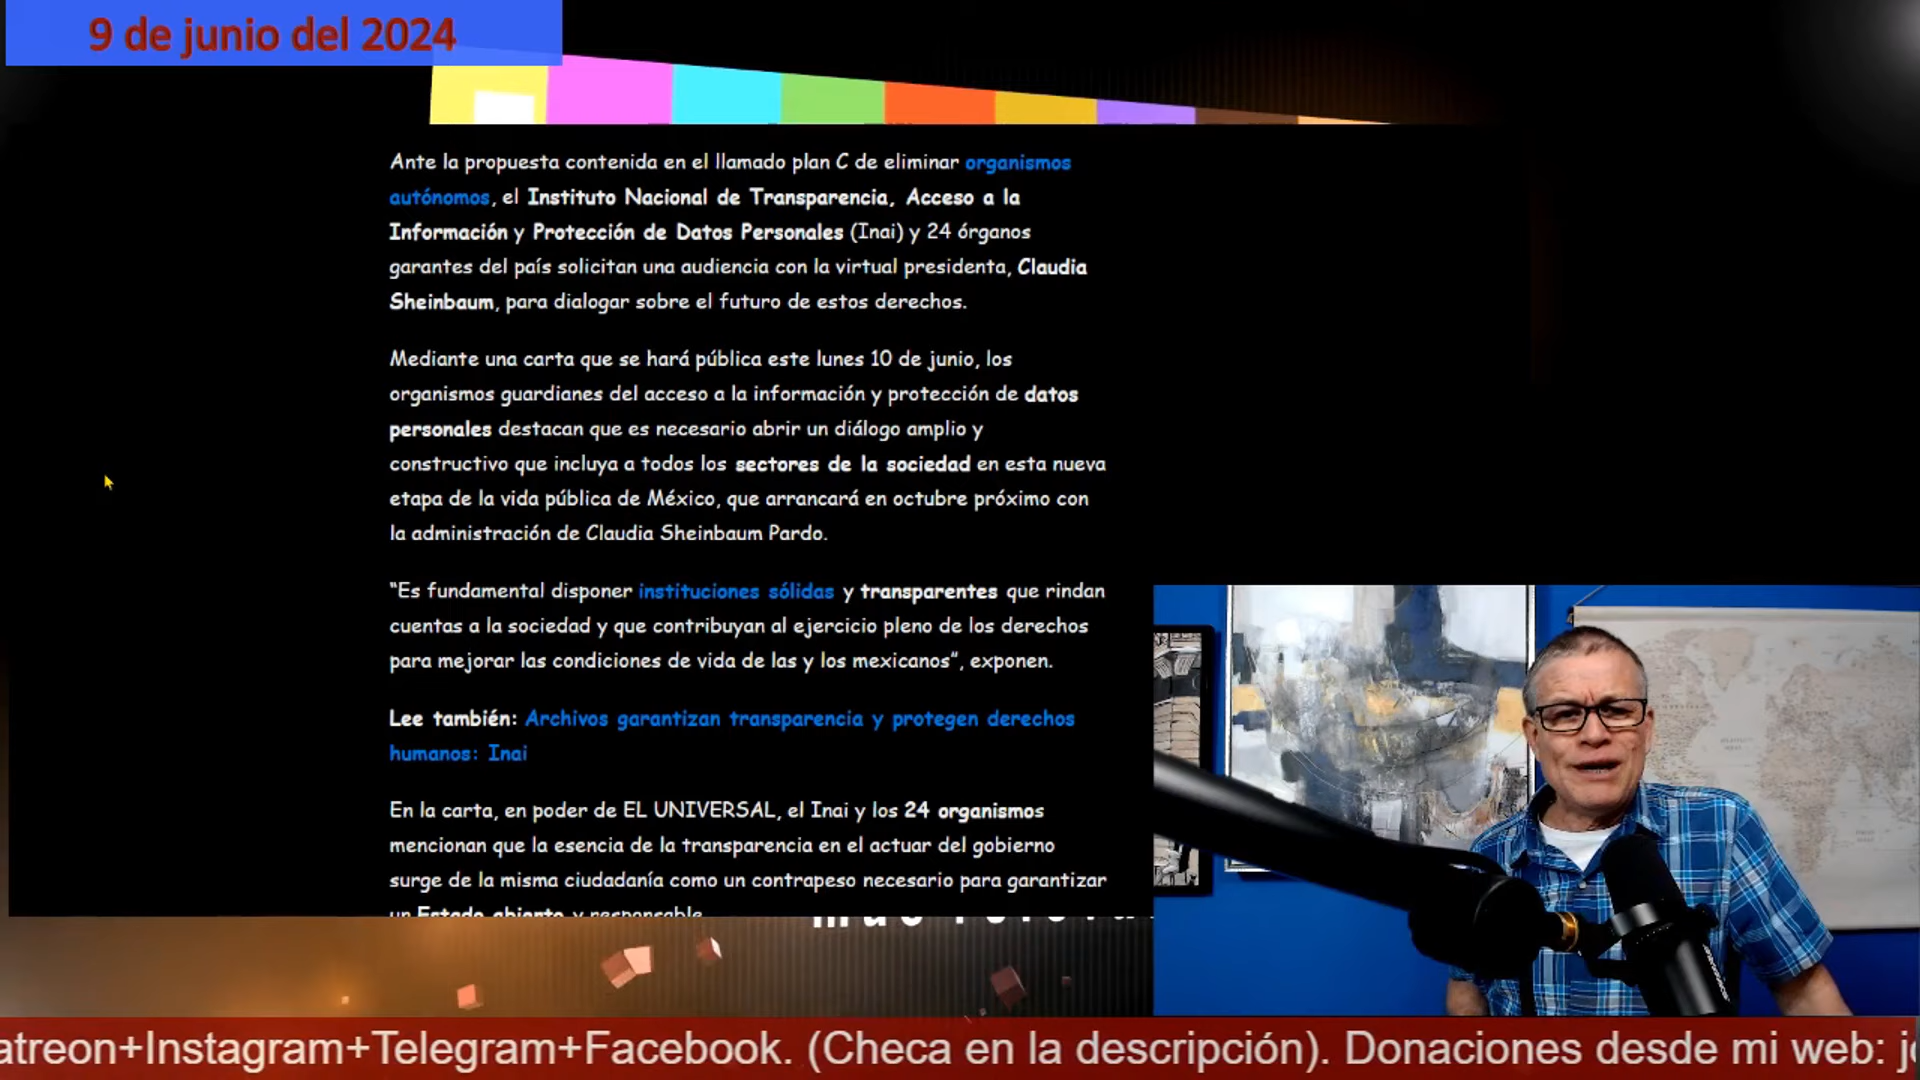 9 de junio del 2024
Ante la propuesta contenida en el llamado plan C de eliminar organismos
autónomos, el Instituto Nacional de Transparencia, Acceso a la
Información y Protección de Datos Personales (Inai) y 24 órganos
garantes del país solicitan una audiencia con la virtual presidenta, Claudia
Sheinbaum, para dialogar sobre el futuro de estos derechos.
Mediante una carta que se hará pública este lunes 10 de junio, los
organismos guardianes del acceso a la información y protección de datos
personales destacan que es necesario abrir un diálogo amplio y
constructivo que incluya a todos los sectores de la sociedad en esta nueva
etapa de la vida pública de México, que arrancará en octubre próximo con
la administración de Claudia Sheinbaum Pardo.
“Es fundamental disponer instituciones sólidas y transparentes que rindan
cuentas a la sociedad y que contribuyan al ejercicio pleno de los derechos
para mejorar las condiciones de vida de las y los mexicanos”, exponen.
Lee también: Archivos garantizan transparencia y protegen derechos
humanos: Inai
En la carta, en poder de EL UNIVERSAL, el Inai y los 24 organismos
mencionan que la esencia de la transparencia en el actuar del gobierno
surge de la misma ciudadanía como un contrapeso necesario para garantizar
un Estado abierto y responsable.
atreon+Instagram+Telegram+Facebook. (Checa en la descripción). Donaciones desde mi web: